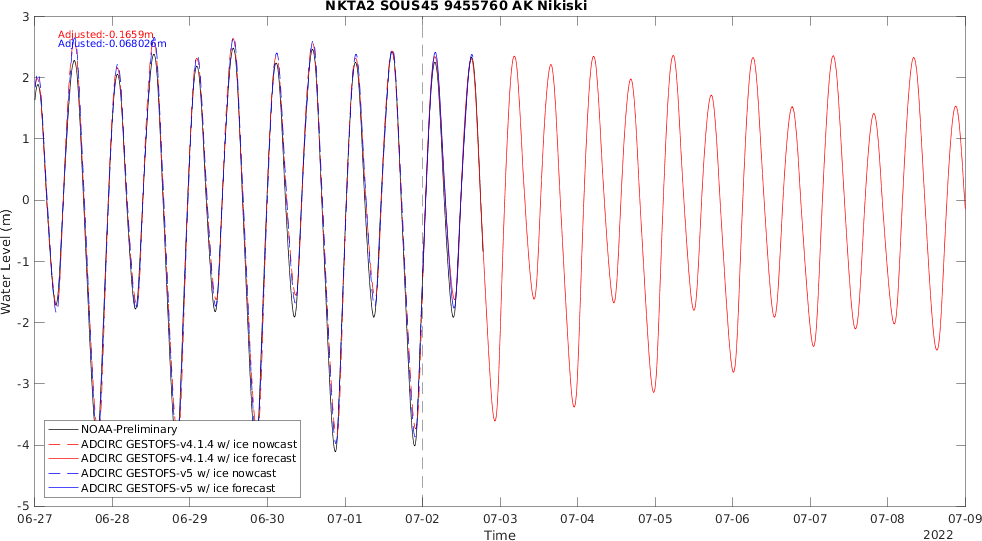 NKTA2 SOUS45 9455760 AK Nikiski
3
Adjusted:-0.1659m
Adjusted:-0.068026m
2
1
0
-1
-2
-3
-4
-5
Water Level (m)
NOAA-Preliminary
ADCIRC GESTOFS-v4.1.4 w/ ice nowcast
ADCIRC GESTOFS-v4.1.4 w/ ice forecast
ADCIRC GESTOFS-v5 w/ ice nowcast
ADCIRC GESTOFS-v5 w/ ice forecast
06-27 06-28 06-29 06-30 07-01 07-02 07-03 07-04 07-05 07-06 07-07 07-08 07-09
Time
2022